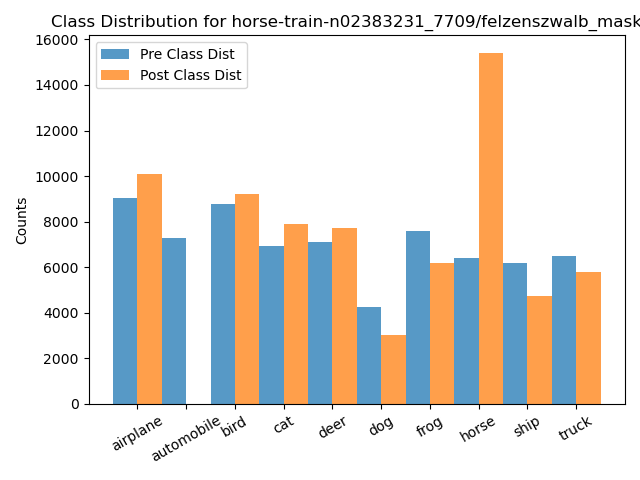 Class Distribution for horse-train-n02383231_7709/felzenszwalb_mask
Pre Class Dist
Post Class Dist
Counts
16000
14000
12000
10000
8000
6000
4000
2000
0
airplane
automobile
bird
cat
deer
dog
frog
horse
ship
truck